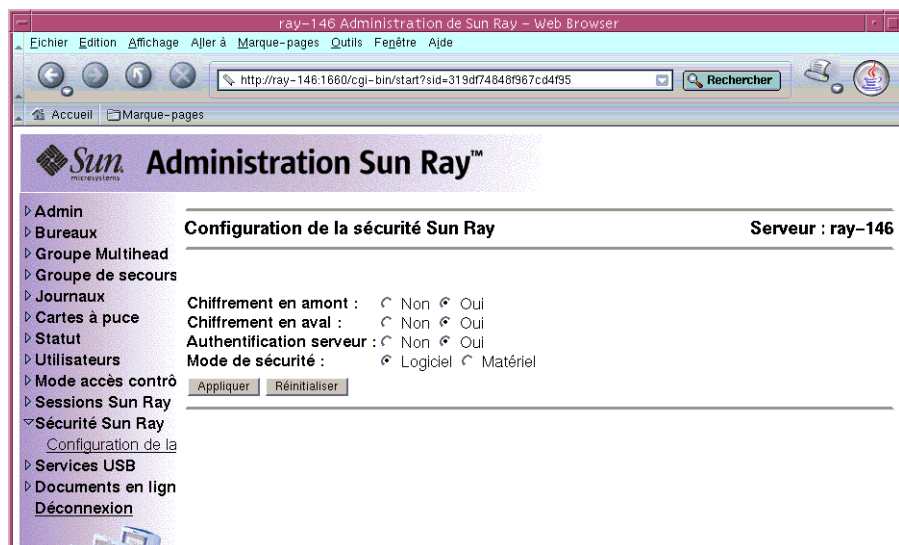 ray-146 Administration de Sun Ray - Web Browser
Eichier Edition Affichage Aller à Marque-pages Outils Fenêtre Aide
http://ray-146:1660/cgi-bin/start?sid=319df74848f967cd4f95
Rechercher
Accueil Marque-pages
Sun microsystems
Administration Sun Ray™
Admin
Bureaux
Groupe Multihead
Groupe de secours
Journaux
Cartes à puce
Statut
Utilisateurs
Mode accès contrô
Sessions Sun Ray
Sécurité Sun Ray
Configuration de la
Services USB
Documents en lign
Déconnexion
Configuration de la sécurité Sun Ray
Serveur : ray-146
Chiffrement en amont : Non Oui
Chiffrement en aval : Non Oui
Authentification serveur : Non Oui
Mode de sécurité : Logiciel Matériel
Appliquer Réinitialiser